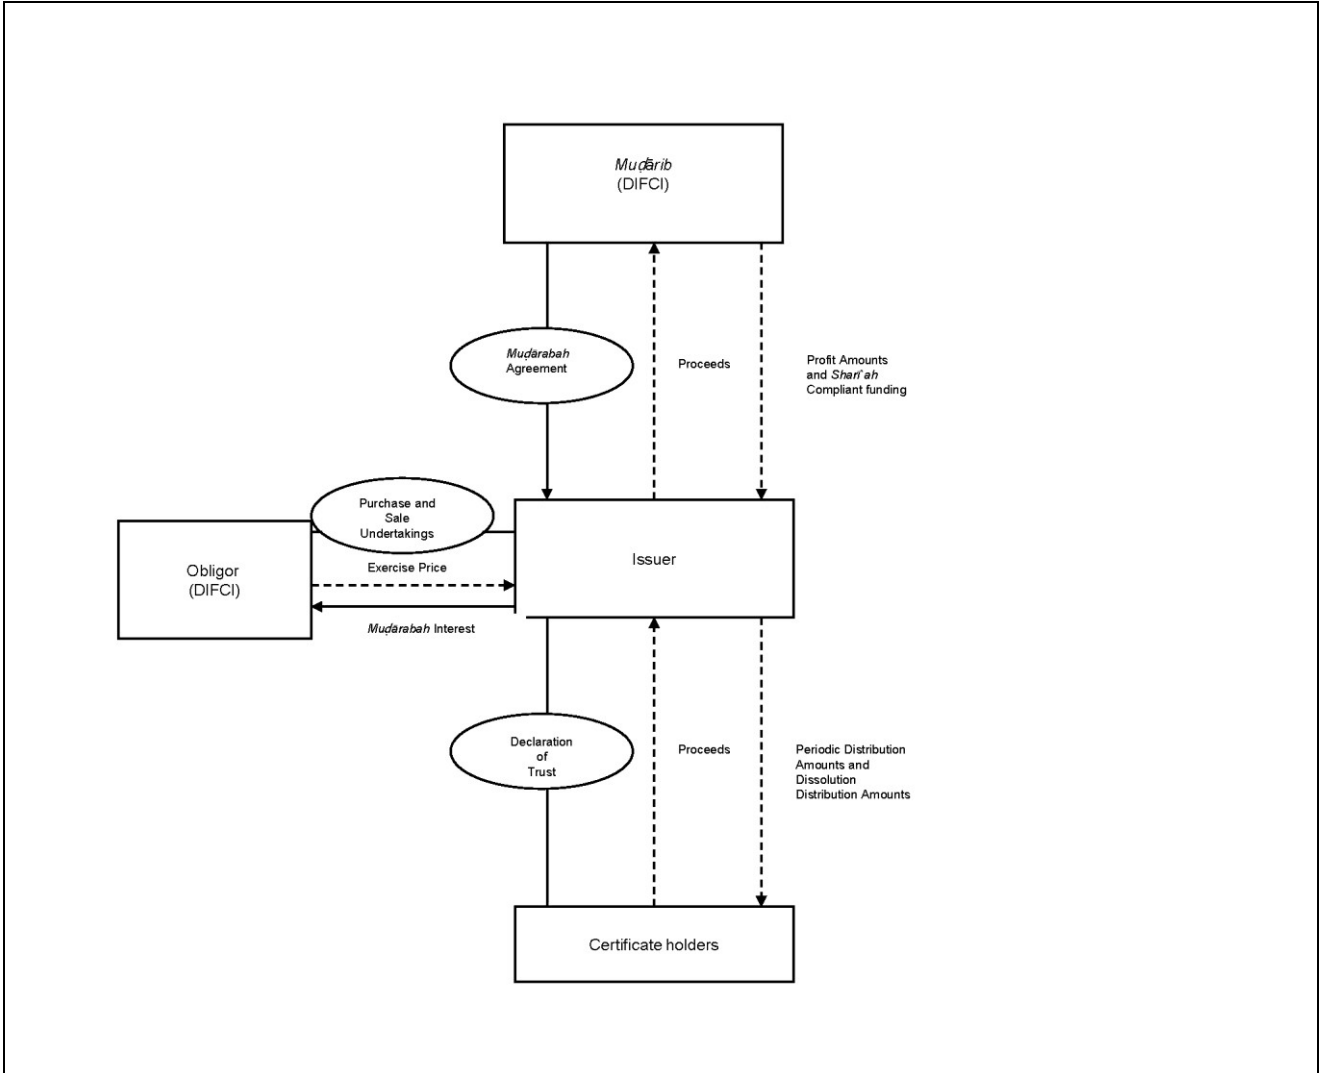 Muḍārib
(DIFCI)
Muḍārabah
Agreement
Proceeds
Profit Amounts
and Sharīʿah
Compliant funding
Purchase and
Sale
Undertakings
Exercise Price
Obligor
(DIFCI)
Issuer
Muḍārabah Interest
Declaration
of
Trust
Proceeds
Periodic Distribution
Amounts and
Dissolution
Distribution Amounts
Certificate holders